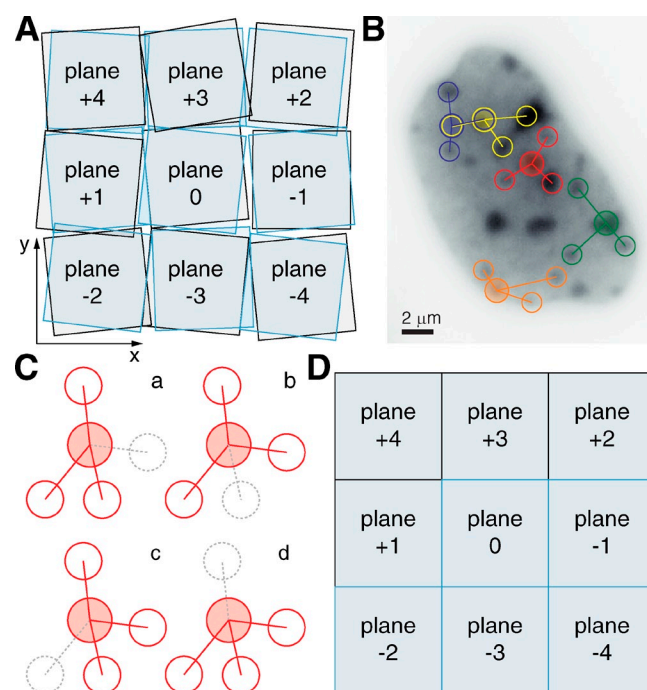 A
plane
+4
plane
+3
plane
+2
plane
+1
plane
0
plane
-1
plane
-2
plane
-3
plane
-4
y
x
B
2 μm
C
a
b
c
d
D
plane
+4
plane
+3
plane
+2
plane
+1
plane
0
plane
-1
plane
-2
plane
-3
plane
-4